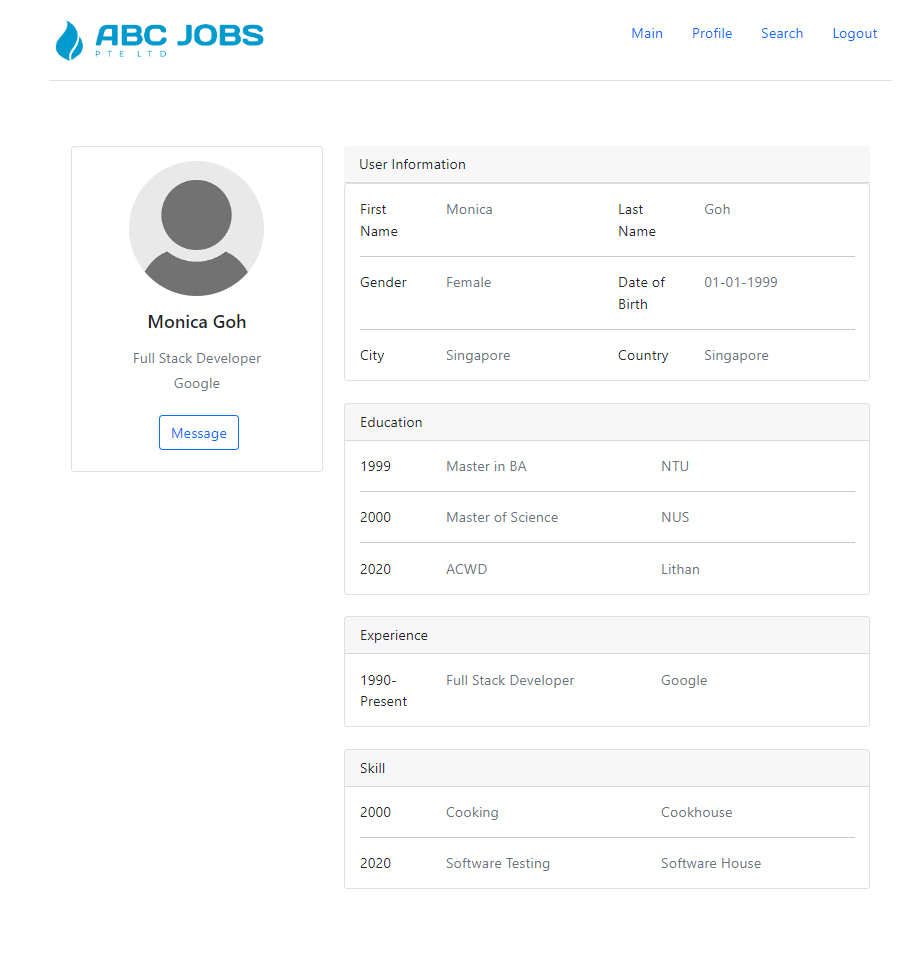 ABC JOBS
PTE LTD
Main Profile Search Logout
Monica Goh
Full Stack Developer
Google
Message
User Information
First Name Monica Last Name Goh
Gender Female Date of Birth 01-01-1999
City Singapore Country Singapore
Education
1999 Master in BA NTU
2000 Master of Science NUS
2020 ACWD Lithan
Experience
1990-Present Full Stack Developer Google
Skill
2000 Cooking Cookhouse
2020 Software Testing Software House